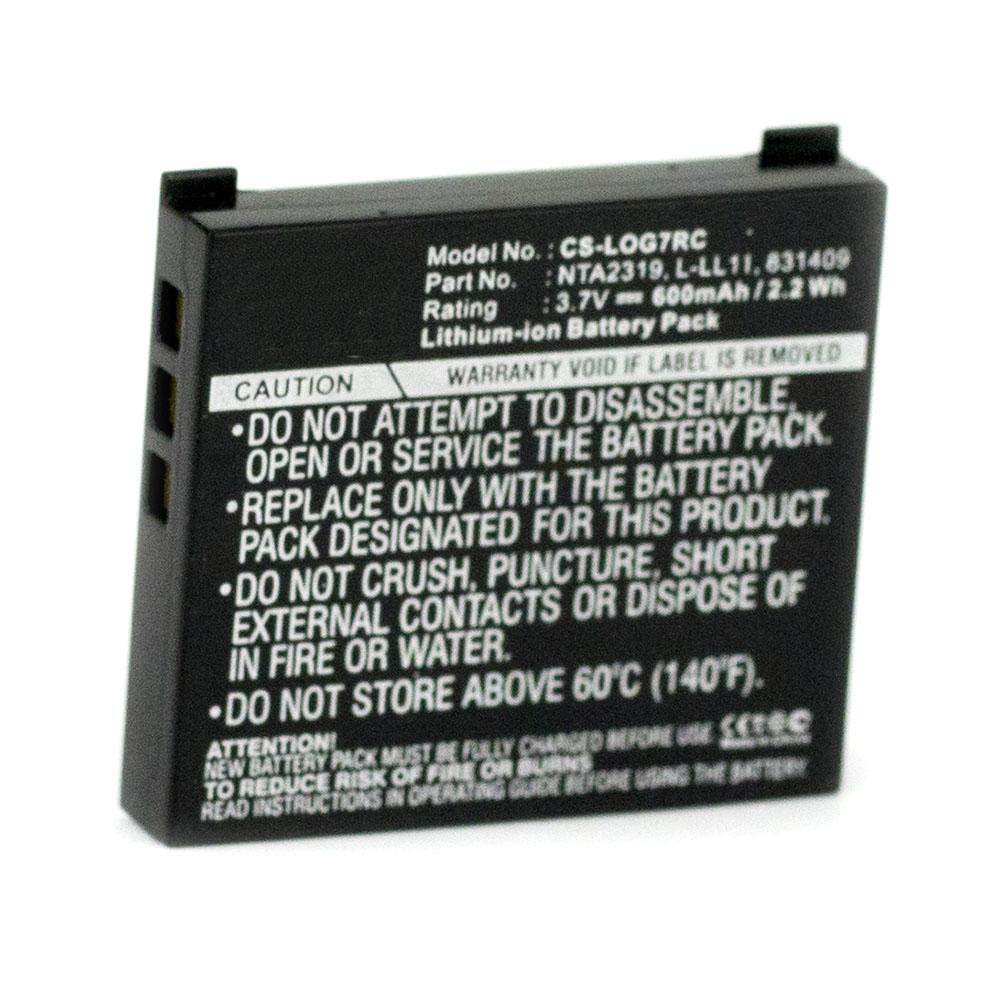 Model No. : CS-LOG7RC
Part No. : NTA2319, L-LL11, 831409
Rating : 3.7V 600mAh / 2.2 Wh
Lithium-ion Battery Pack
CAUTION WARRANTY VOID IF LABEL IS REMOVED
•DO NOT ATTEMPT TO DISASSEMBLE,
OPEN OR SERVICE THE BATTERY PACK.
•REPLACE ONLY WITH THE BATTERY
PACK DESIGNATED FOR THIS PRODUCT.
•DO NOT CRUSH, PUNCTURE, SHORT
EXTERNAL CONTACTS OR DISPOSE OF
IN FIRE OR WATER.
•DO NOT STORE ABOVE 60°C (140°F).
ATTENTION!
NEW BATTERY PACK MUST BE FULLY CHARGED BEFORE USE.
TO REDUCE RISK OF FIRE OR BURNS
READ INSTRUCTIONS IN OPERATING GUIDE BEFORE USING THE BATTERY.